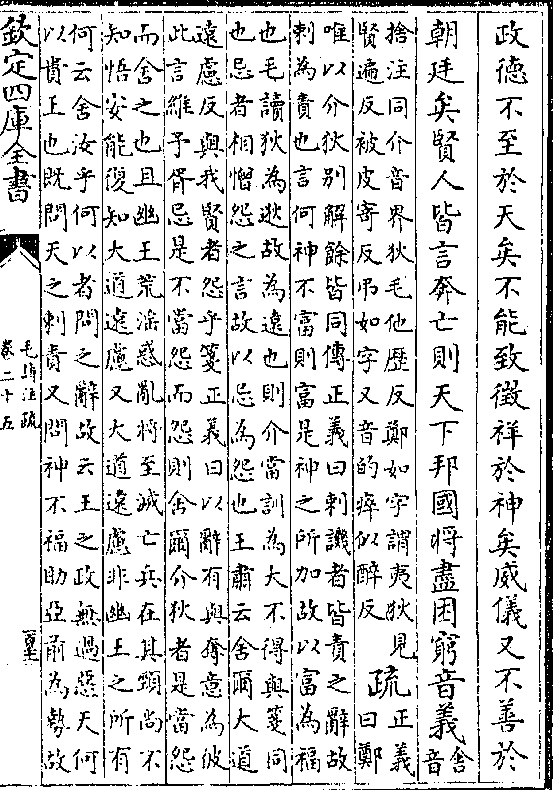 政德不至於天矣不能致徵祥於神矣威儀又不善於
朝廷矣賢人皆言奔亡則天下邦國將盡困窮音義舍音
捨注同介音界狄毛他歷反鄭如字謂夷狄見
賢遍反被皮寄反弔如字又音的瘁似醉反
疏
正義
曰鄭
唯以介狄別解餘皆同傳正義曰刺譏者皆責之辭故
刺為責也言何神不富則富是神之所加故以富為福
也毛讀狄為逖故為遠也則介當訓為大不得與箋同
也忌者相憎怨之言故以忌為怨也王肅云舍爾大道
遠慮反與我賢者怨乎箋正義曰以辭有與奪意為彼
此言維予胥忌是不當怨而怨則舍爾介狄者是當怨
而舍之也且幽王荒淫惑亂將至滅亡兵在其頸尚不
知悟安能復知大道遠慮又大道遠慮非幽王之所有
何云舍汝乎何以者問之辭故云王之政無過惡天何
以責王也既問天之刺責又問神不福助亞前為勢故
欽定四庫全書
毛詩注疏
卷二十五